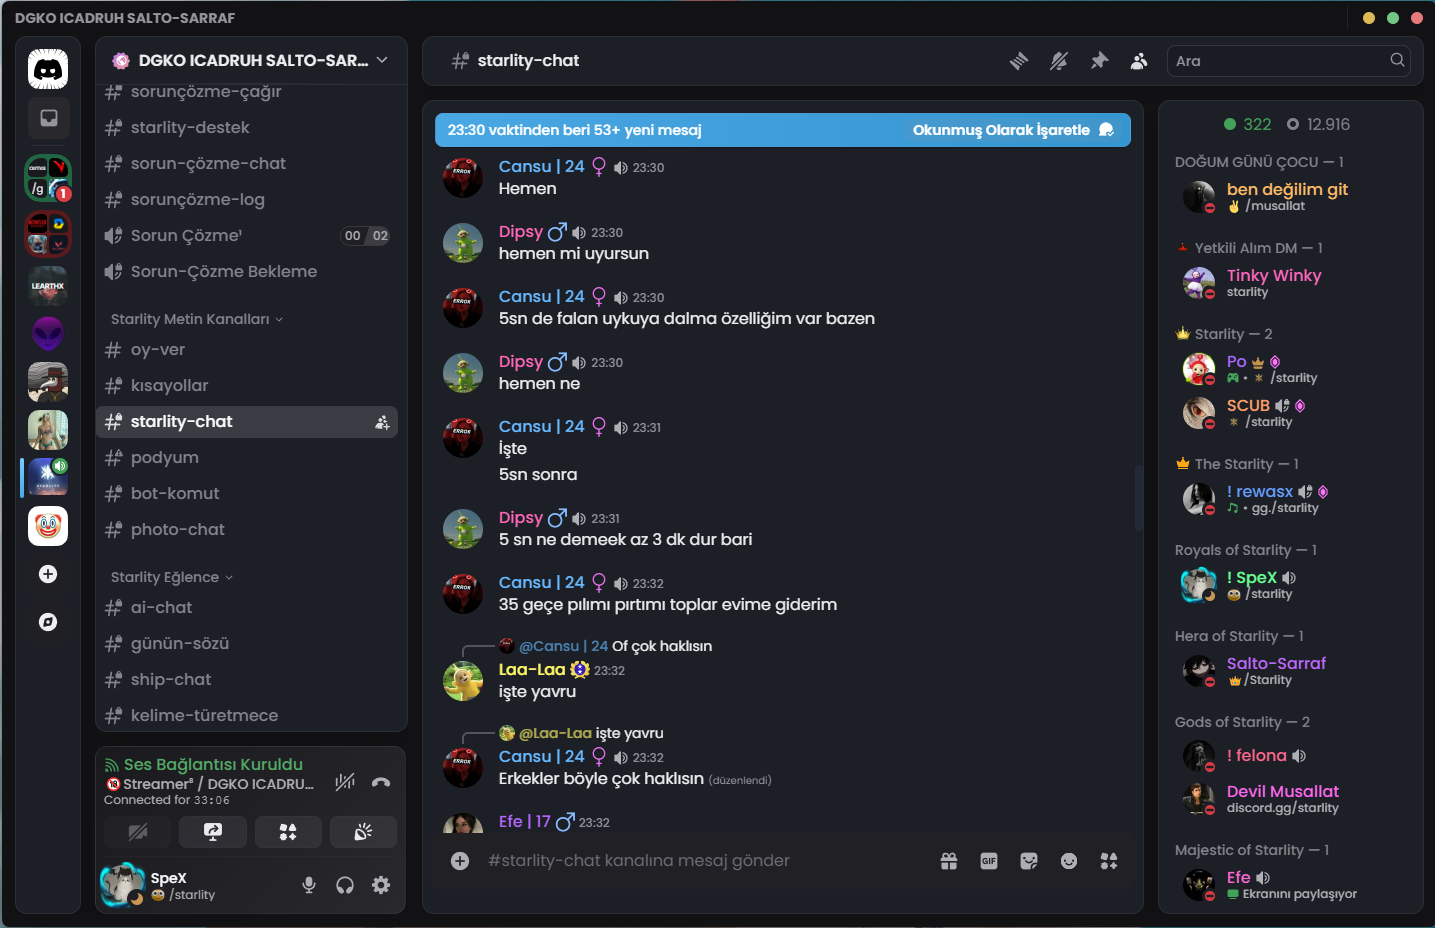 DGKO ICADRUH SALTO-SARRAF
DGKO ICADRUH SALTO-SAR...
sorunçözme-çağır
starlity-destek
sorun-çözme-chat
sorunçözme-log
Sorun Çözme¹
00 02
Sorun-Çözme Bekleme
Starlity Metin Kanalları
oy-ver
kısayollar
starlity-chat
podyum
bot-komut
photo-chat
Starlity Eğlence
ai-chat
günün-sözü
ship-chat
kelime-türetmece
/g
1
LEARTHX
Ses Bağlantısı Kuruldu
Streamer⁸ / DGKO ICADRU...
Connected for 33:06
SpeX
/starlity
starlity-chat
Ara
23:30 vaktinden beri 53+ yeni mesaj
Okunmuş Olarak İşaretle
Cansu | 24 23:30
Hemen
Dipsy 23:30
hemen mi uyursun
Cansu | 24 23:30
5sn de falan uykuya dalma özelliğim var bazen
Dipsy 23:30
hemen ne
Cansu | 24 23:31
İşte
5sn sonra
Dipsy 23:31
5 sn ne demeek az 3 dk dur bari
Cansu | 24 23:32
35 geçe pılımı pırtımı toplar evime giderim
@Cansu | 24 Of çok haklısın
Laa-Laa 23:32
işte yavru
@Laa-Laa işte yavru
Cansu | 24 23:32
Erkekler böyle çok haklısın (düzenlendi)
Efe | 17 23:32
#starlity-chat kanalına mesaj gönder
GIF
322 12.916
DOĞUM GÜNÜ ÇOCU — 1
ben değilim git
/musallat
Yetkili Alım DM — 1
Tinky Winky
starlity
Starlity — 2
Po
• /starlity
SCUB
/starlity
The Starlity — 1
! rewasx
• gg./starlity
Royals of Starlity — 1
! SpeX
/starlity
Hera of Starlity — 1
Salto-Sarraf
/Starlity
Gods of Starlity — 2
! felona
Devil Musallat
discord.gg/starlity
Majestic of Starlity — 1
Efe
Ekranını paylaşıyor